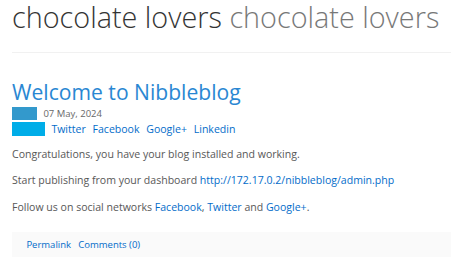 chocolate lovers chocolate lovers
Welcome to Nibbleblog
07 May, 2024
Twitter Facebook Google+ Linkedin
Congratulations, you have your blog installed and working.
Start publishing from your dashboard http://172.17.0.2/nibbleblog/admin.php
Follow us on social networks Facebook, Twitter and Google+.
Permalink Comments (0)